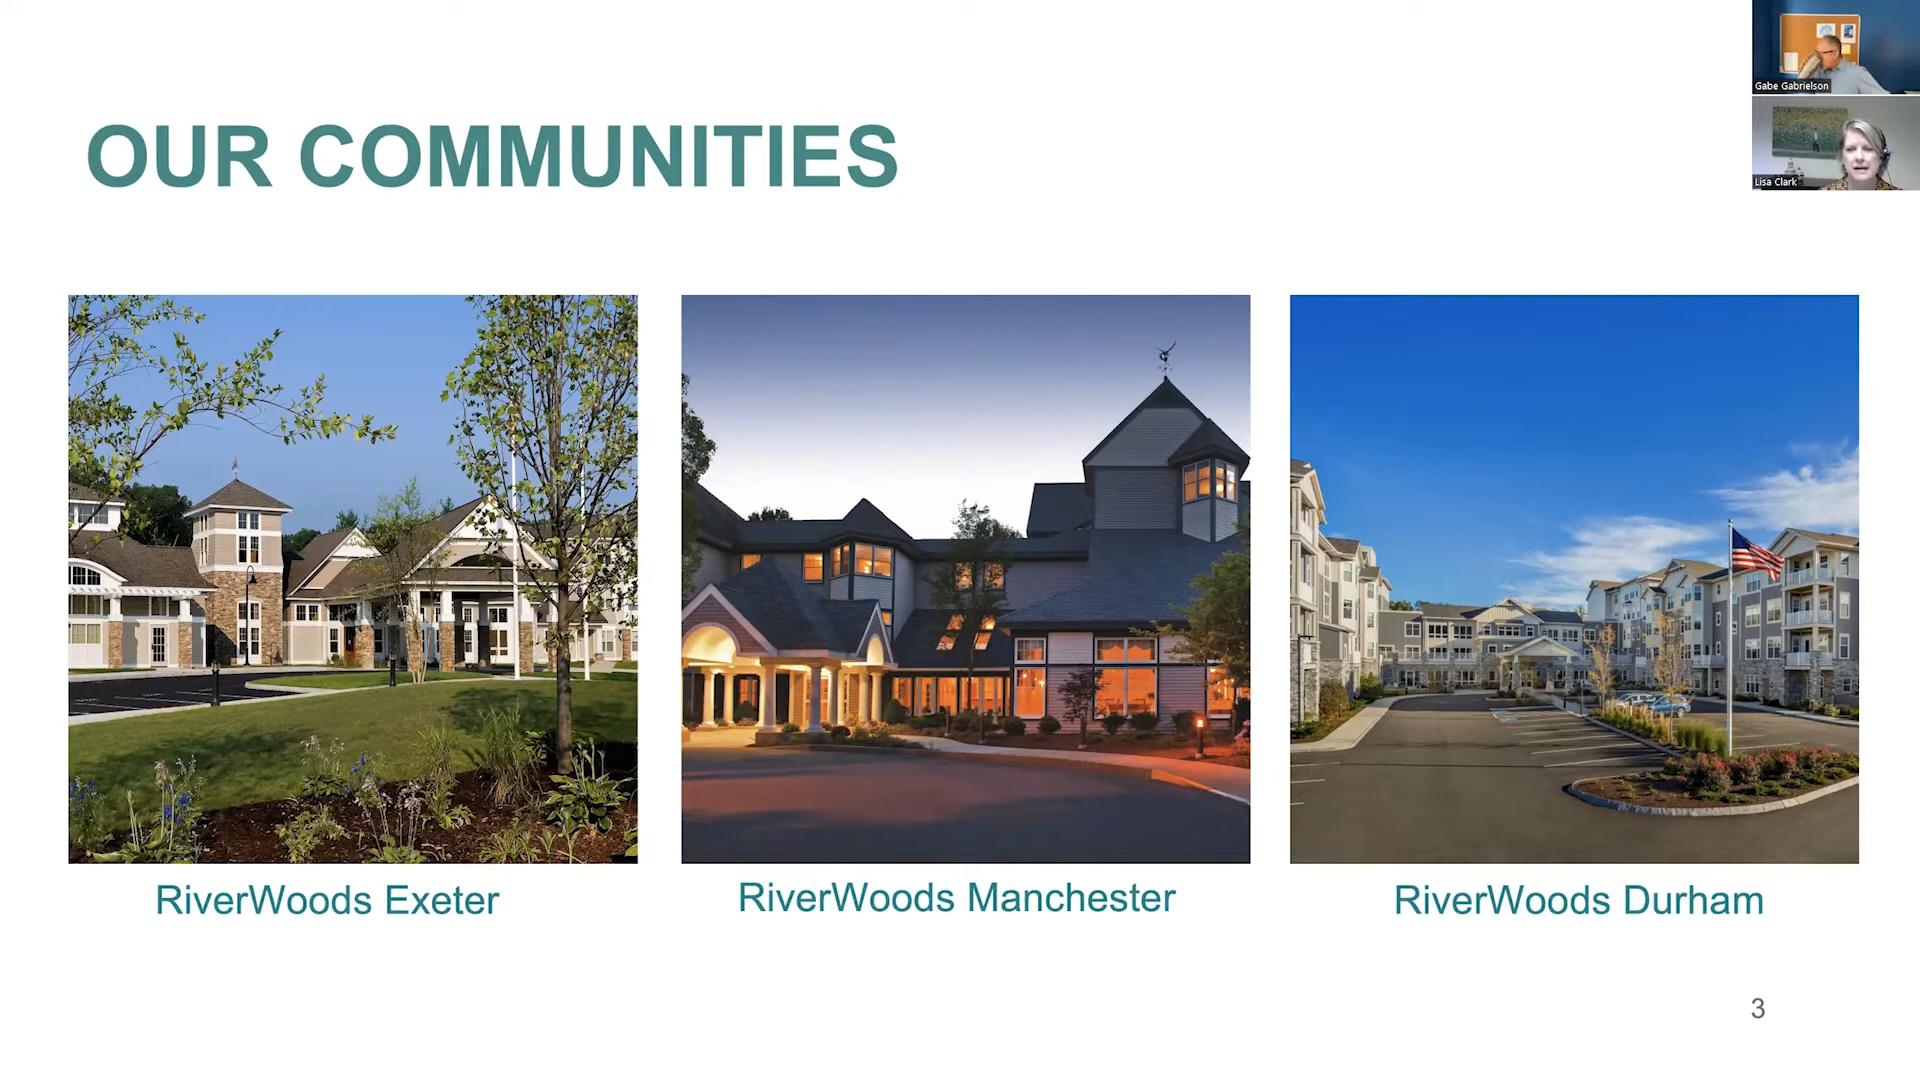 OUR COMMUNITIES
Gabe Gabrielson
Lisa Clark
RiverWoods Exeter
RiverWoods Manchester
RiverWoods Durham
3